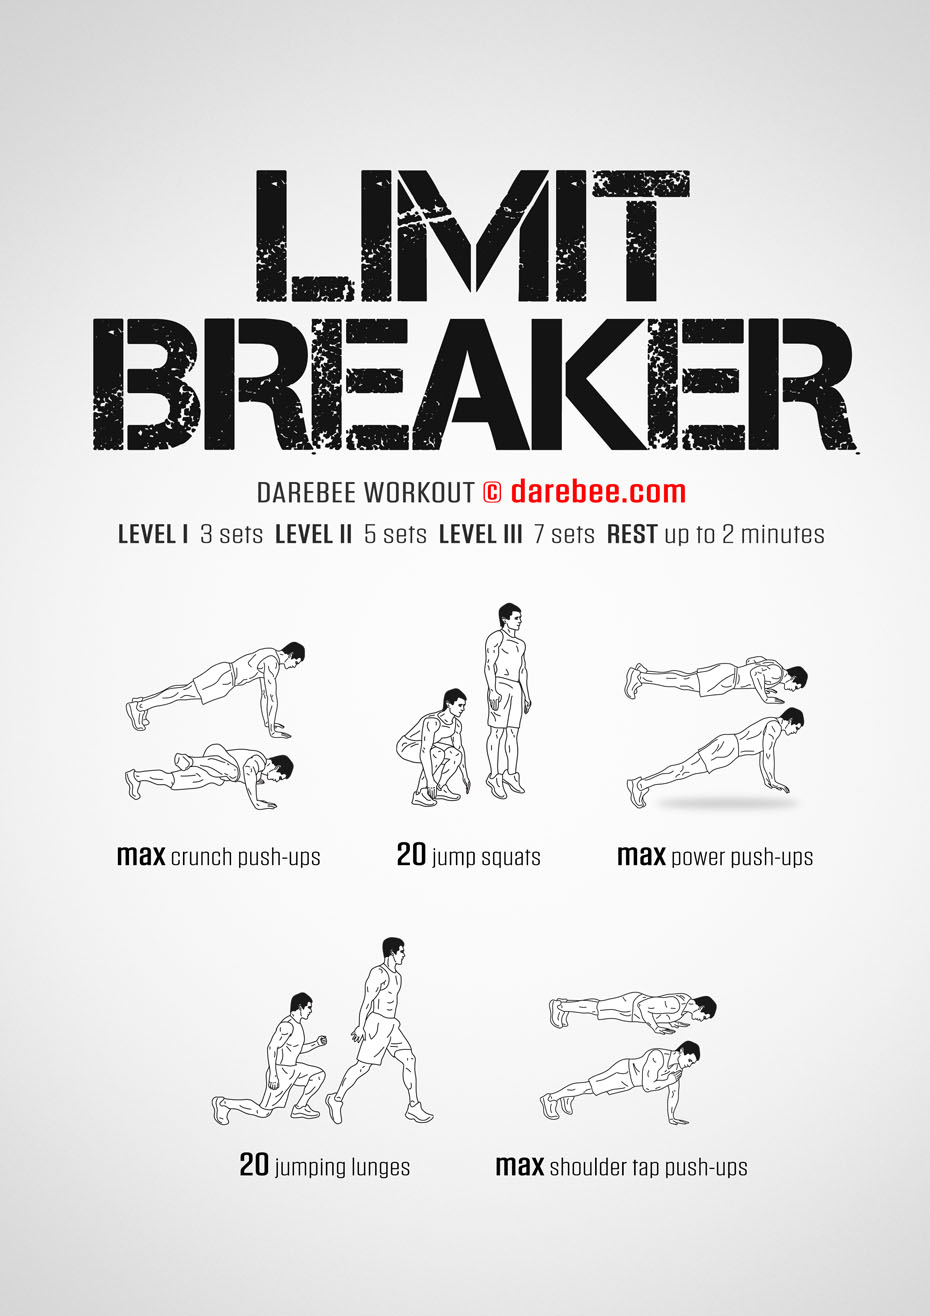 LIMIT
BREAKER
DAREBEE WORKOUT © darebee.com
LEVEL I 3 sets LEVEL II 5 sets LEVEL III 7 sets REST up to 2 minutes
max crunch push-ups
20 jump squats
max power push-ups
20 jumping lunges
max shoulder tap push-ups